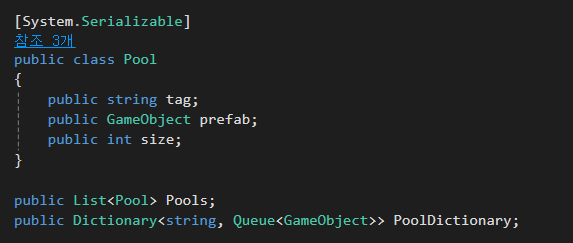 [System.Serializable]
참조 3개
public class Pool
{
    public string tag;
    public GameObject prefab;
    public int size;
}

public List<Pool> Pools;
public Dictionary<string, Queue<GameObject>> PoolDictionary;